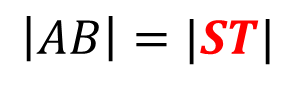 |AB| = |ST|